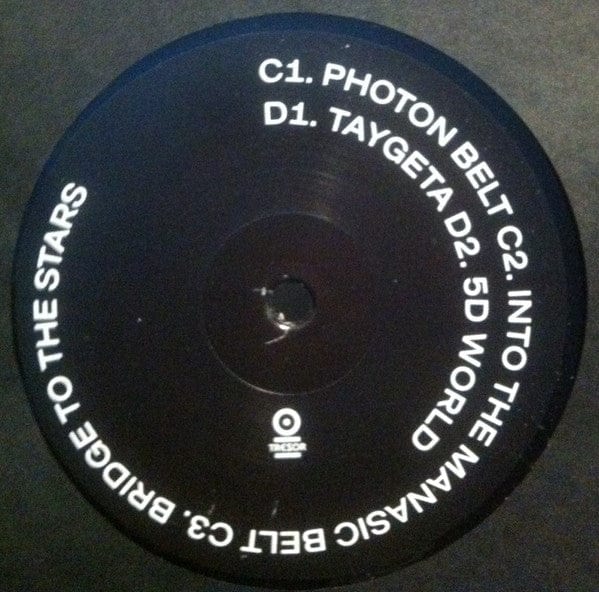 C1. PHOTON BELT C2. INTO THE MANASIC BELT C3. BRIDGE TO THE STARS
D1. TAYGETA D2. 5D WORLD
TRESOR